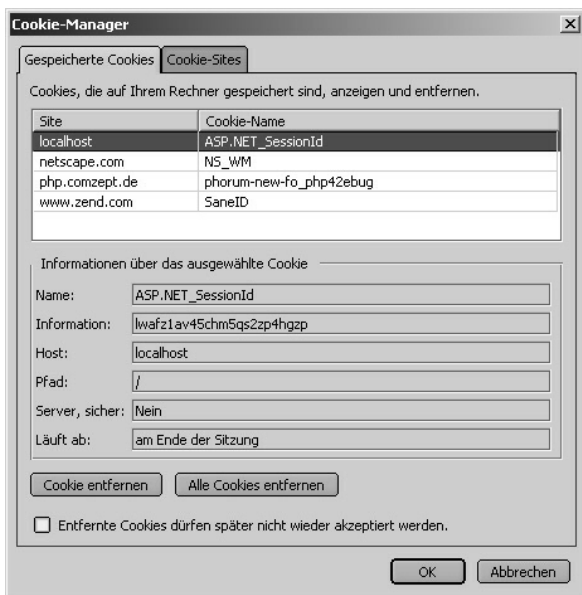 Cookie-Manager
Gespeicherte Cookies Cookie-Sites
Cookies, die auf Ihrem Rechner gespeichert sind, anzeigen und entfernen.
Site Cookie-Name
localhost ASP.NET_SessionId
netscape.com NS_WM
php.comzept.de phorum-new-fo_php42ebug
www.zend.com SaneID
Informationen über das ausgewählte Cookie
Name: ASP.NET_SessionId
Information: lwafz1av45chm5qs2zp4hgzp
Host: localhost
Pfad: /
Server, sicher: Nein
Läuft ab: am Ende der Sitzung
Cookie entfernen Alle Cookies entfernen
Entfernte Cookies dürfen später nicht wieder akzeptiert werden.
OK Abbrechen